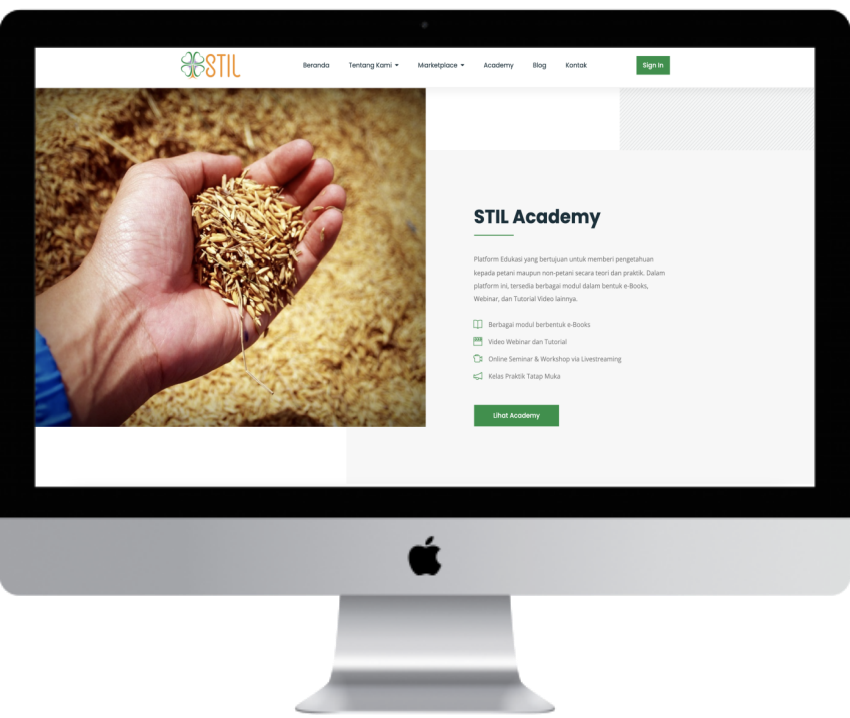 STIL
Beranda
Tentang Kami
Marketplace
Academy
Blog
Kontak
Sign In
STIL Academy
Platform Edukasi yang bertujuan untuk memberi pengetahuan
kepada petani maupun non-petani secara teori dan praktik. Dalam
platform ini, tersedia berbagai modul dalam bentuk e-Books,
Webinar, dan Tutorial Video lainnya.
Berbagai modul berbentuk e-Books
Video Webinar dan Tutorial
Online Seminar & Workshop via Livestreaming
Kelas Praktik Tatap Muka
Lihat Academy